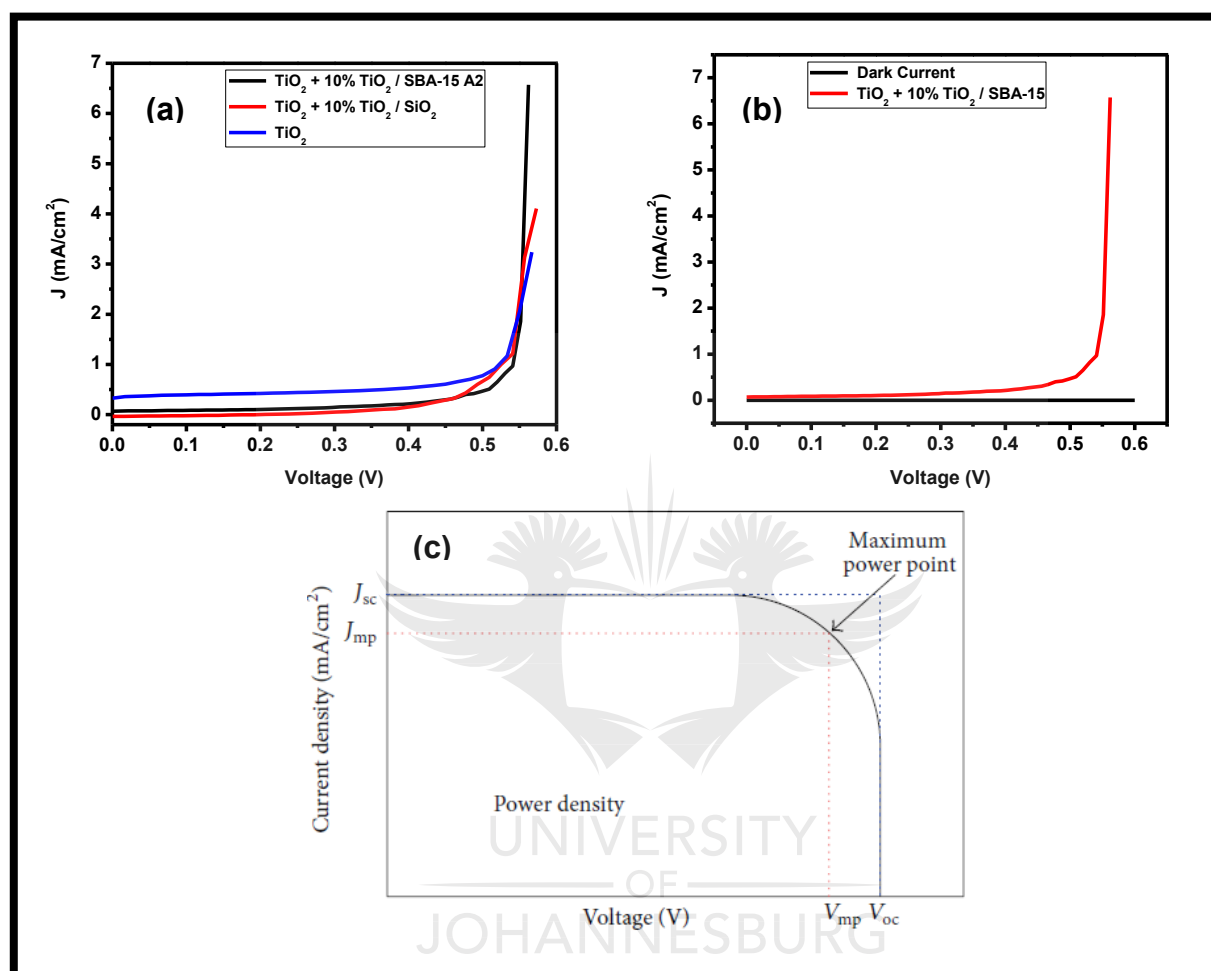 (a)
TiO2 + 10% TiO2 / SBA-15 A2
TiO2 + 10% TiO2 / SiO2
TiO2
7
6
5
4
3
2
1
0
J (mA/cm2)
0.0 0.1 0.2 0.3 0.4 0.5 0.6
Voltage (V)
(b)
Dark Current
TiO2 + 10% TiO2 / SBA-15
7
6
5
4
3
2
1
0
J (mA/cm2)
0.0 0.1 0.2 0.3 0.4 0.5 0.6
Voltage (V)
(c)
Maximum
power point
Jsc
Jmp
Current density (mA/cm2)
Power density
Voltage (V)
Vmp Voc
UNIVERSITY
OF
JOHANNESBURG